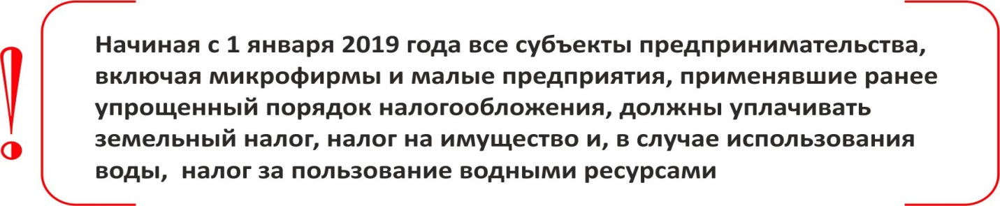 Начиная с 1 января 2019 года все субъекты предпринимательства,
включая микрофирмы и малые предприятия, применявшие ранее
упрощенный порядок налогообложения, должны уплачивать
земельный налог, налог на имущество и, в случае использования
воды,  налог за пользование водными ресурсами